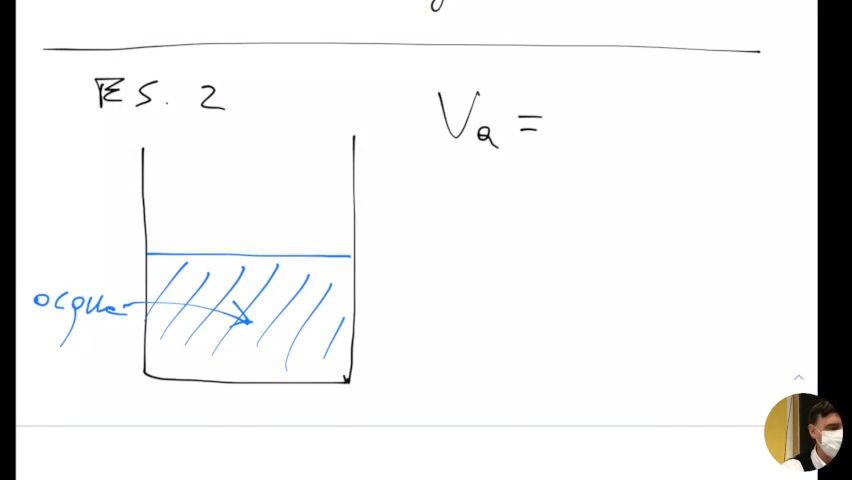 ES. 2
Va =
acqua